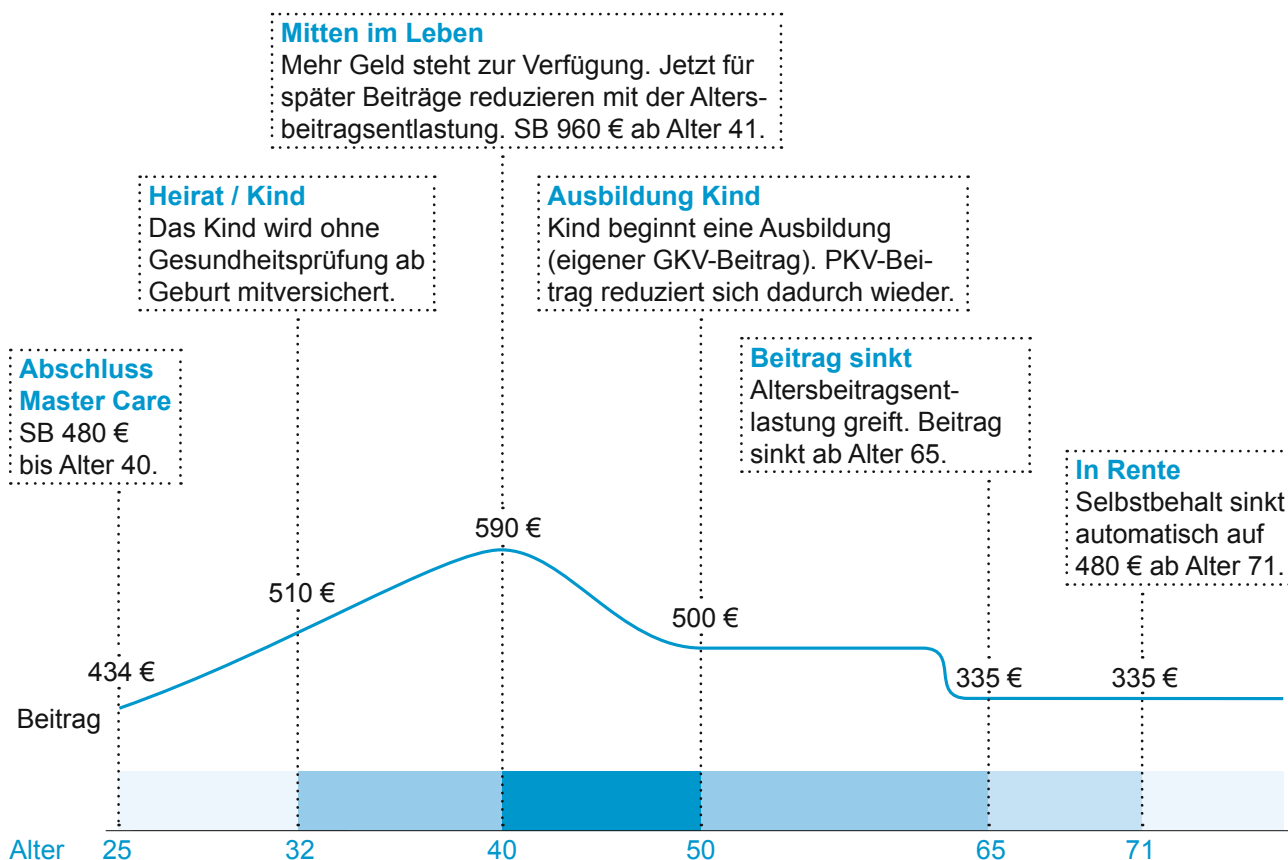 Mitten im Leben
Mehr Geld steht zur Verfügung. Jetzt für
später Beiträge reduzieren mit der Alters-
beitragsentlastung. SB 960 € ab Alter 41.
Heirat / Kind
Das Kind wird ohne
Gesundheitsprüfung ab
Geburt mitversichert.
Ausbildung Kind
Kind beginnt eine Ausbildung
(eigener GKV-Beitrag). PKV-Bei-
trag reduziert sich dadurch wieder.
Abschluss
Master Care
SB 480 €
bis Alter 40.
Beitrag sinkt
Altersbeitragsent-
lastung greift. Beitrag
sinkt ab Alter 65.
In Rente
Selbstbehalt sinkt
automatisch auf
480 € ab Alter 71.
434 €
510 €
590 €
500 €
335 €
335 €
Beitrag
Alter 25 32 40 50 65 71